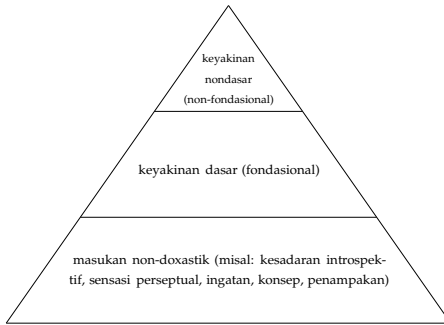 keyakinan
nondasar
(non-fondasional)
keyakinan dasar (fondasional)
masukan non-doxastik (misal: kesadaran introspek-
tif, sensasi perseptual, ingatan, konsep, penampakan)